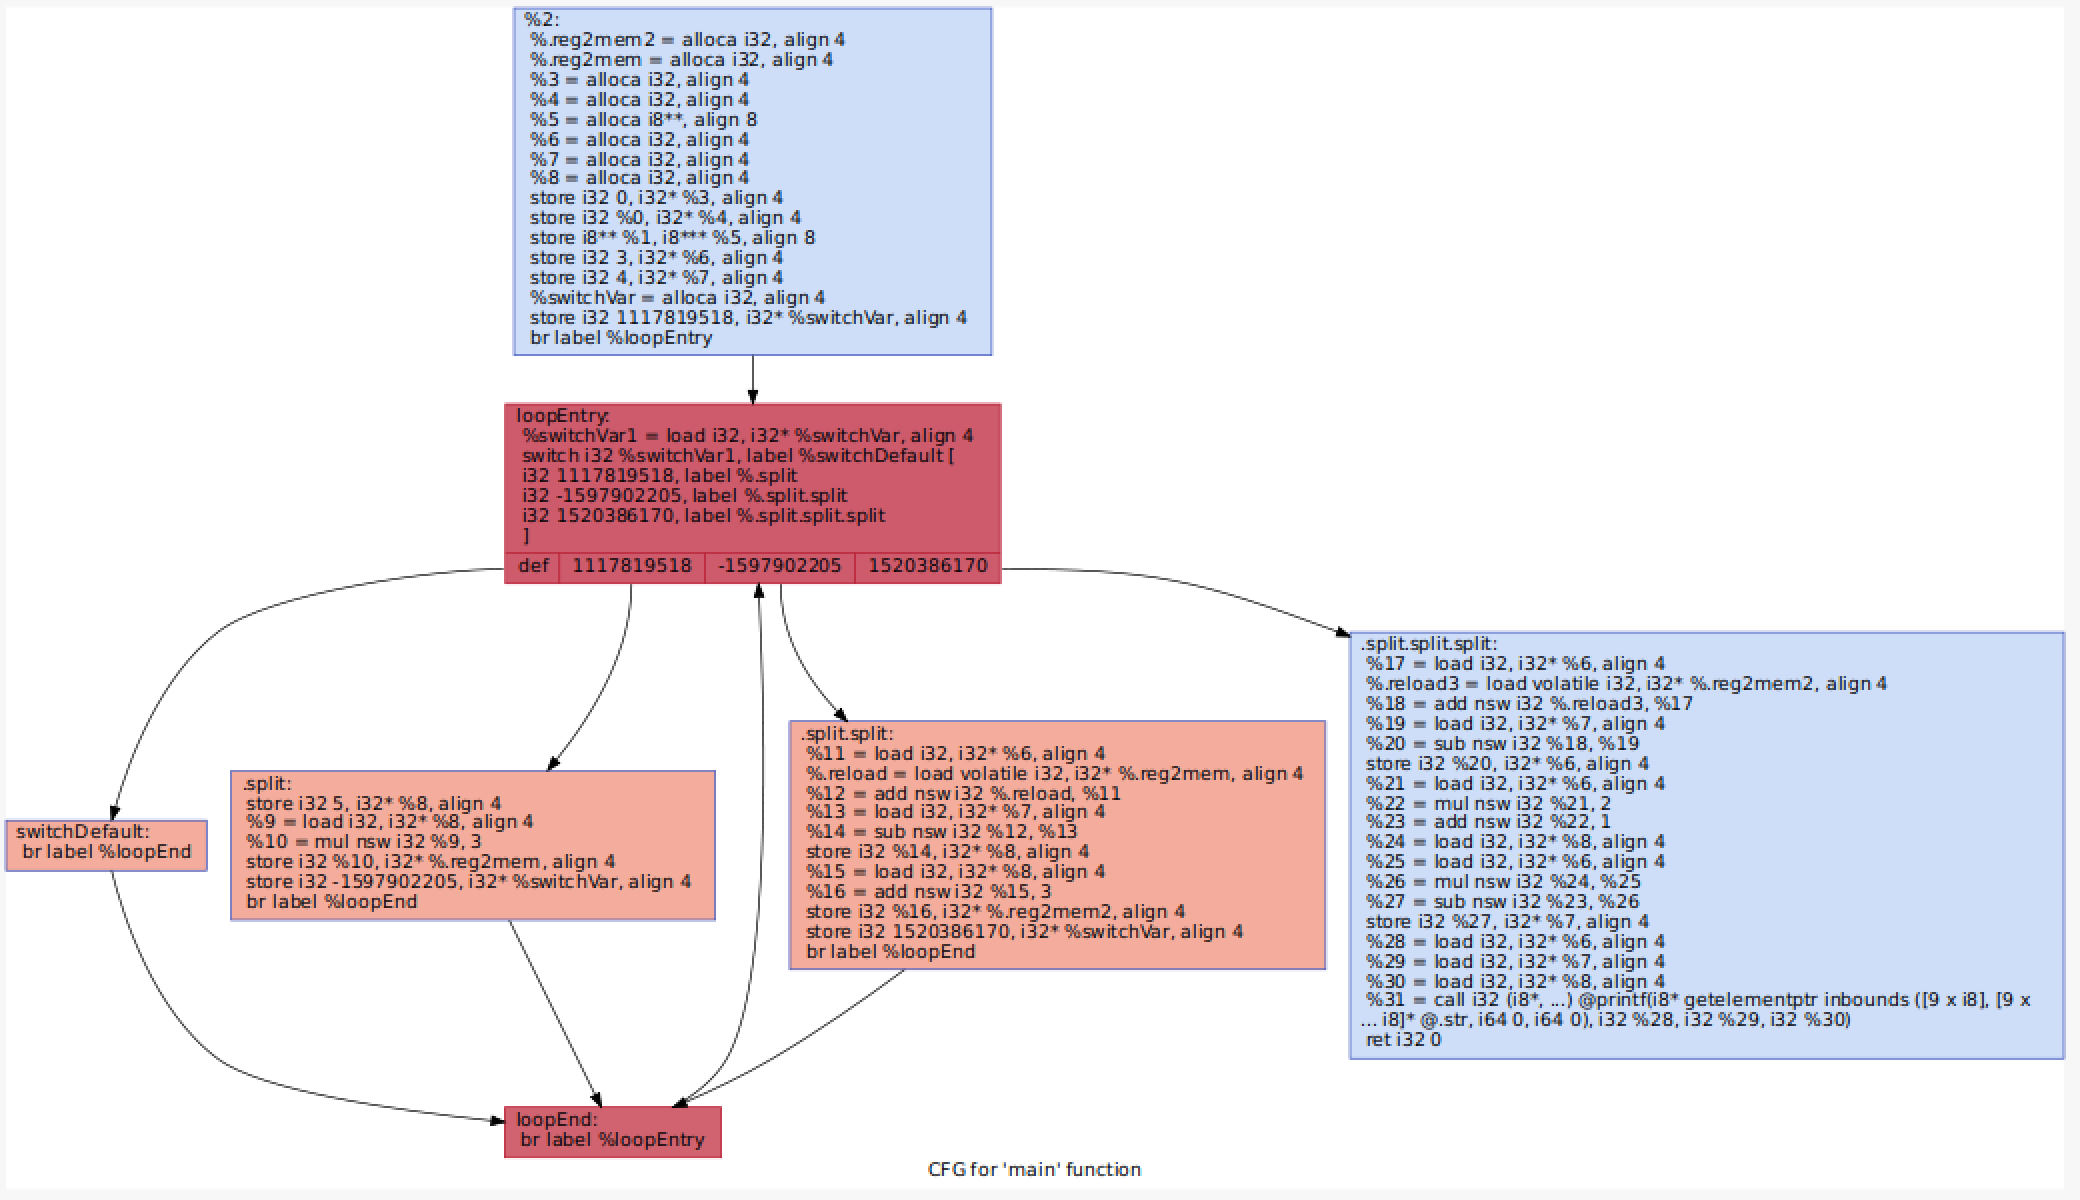 %2:
%.reg2mem2 = alloca i32, align 4
%.reg2mem = alloca i32, align 4
%3 = alloca i32, align 4
%4 = alloca i32, align 4
%5 = alloca i8**, align 8
%6 = alloca i32, align 4
%7 = alloca i32, align 4
%8 = alloca i32, align 4
store i32 0, i32* %3, align 4
store i32 %0, i32* %4, align 4
store i8** %1, i8*** %5, align 8
store i32 3, i32* %6, align 4
store i32 4, i32* %7, align 4
%switchVar = alloca i32, align 4
store i32 1117819518, i32* %switchVar, align 4
br label %loopEntry
loopEntry:
%switchVar1 = load i32, i32* %switchVar, align 4
switch i32 %switchVar1, label %switchDefault [
i32 1117819518, label %.split
i32 -1597902205, label %.split.split
i32 1520386170, label %.split.split.split
]
def 1117819518 -1597902205 1520386170
switchDefault:
br label %loopEnd
.split:
store i32 5, i32* %8, align 4
%9 = load i32, i32* %8, align 4
%10 = mul nsw i32 %9, 3
store i32 %10, i32* %.reg2mem, align 4
store i32 -1597902205, i32* %switchVar, align 4
br label %loopEnd
.split.split:
%11 = load i32, i32* %6, align 4
%.reload = load volatile i32, i32* %.reg2mem, align 4
%12 = add nsw i32 %.reload, %11
%13 = load i32, i32* %7, align 4
%14 = sub nsw i32 %12, %13
store i32 %14, i32* %8, align 4
%15 = load i32, i32* %8, align 4
%16 = add nsw i32 %15, 3
store i32 %16, i32* %.reg2mem2, align 4
store i32 1520386170, i32* %switchVar, align 4
br label %loopEnd
.split.split.split:
%17 = load i32, i32* %6, align 4
%.reload3 = load volatile i32, i32* %.reg2mem2, align 4
%18 = add nsw i32 %.reload3, %17
%19 = load i32, i32* %7, align 4
%20 = sub nsw i32 %18, %19
store i32 %20, i32* %6, align 4
%21 = load i32, i32* %6, align 4
%22 = mul nsw i32 %21, 2
%23 = add nsw i32 %22, 1
%24 = load i32, i32* %8, align 4
%25 = load i32, i32* %6, align 4
%26 = mul nsw i32 %24, %25
%27 = sub nsw i32 %23, %26
store i32 %27, i32* %7, align 4
%28 = load i32, i32* %6, align 4
%29 = load i32, i32* %7, align 4
%30 = load i32, i32* %8, align 4
%31 = call i32 (i8*, ...) @printf(i8* getelementptr inbounds ([9 x i8], [9 x
... i8]* @.str, i64 0, i64 0), i32 %28, i32 %29, i32 %30)
ret i32 0
loopEnd:
br label %loopEntry
CFG for 'main' function